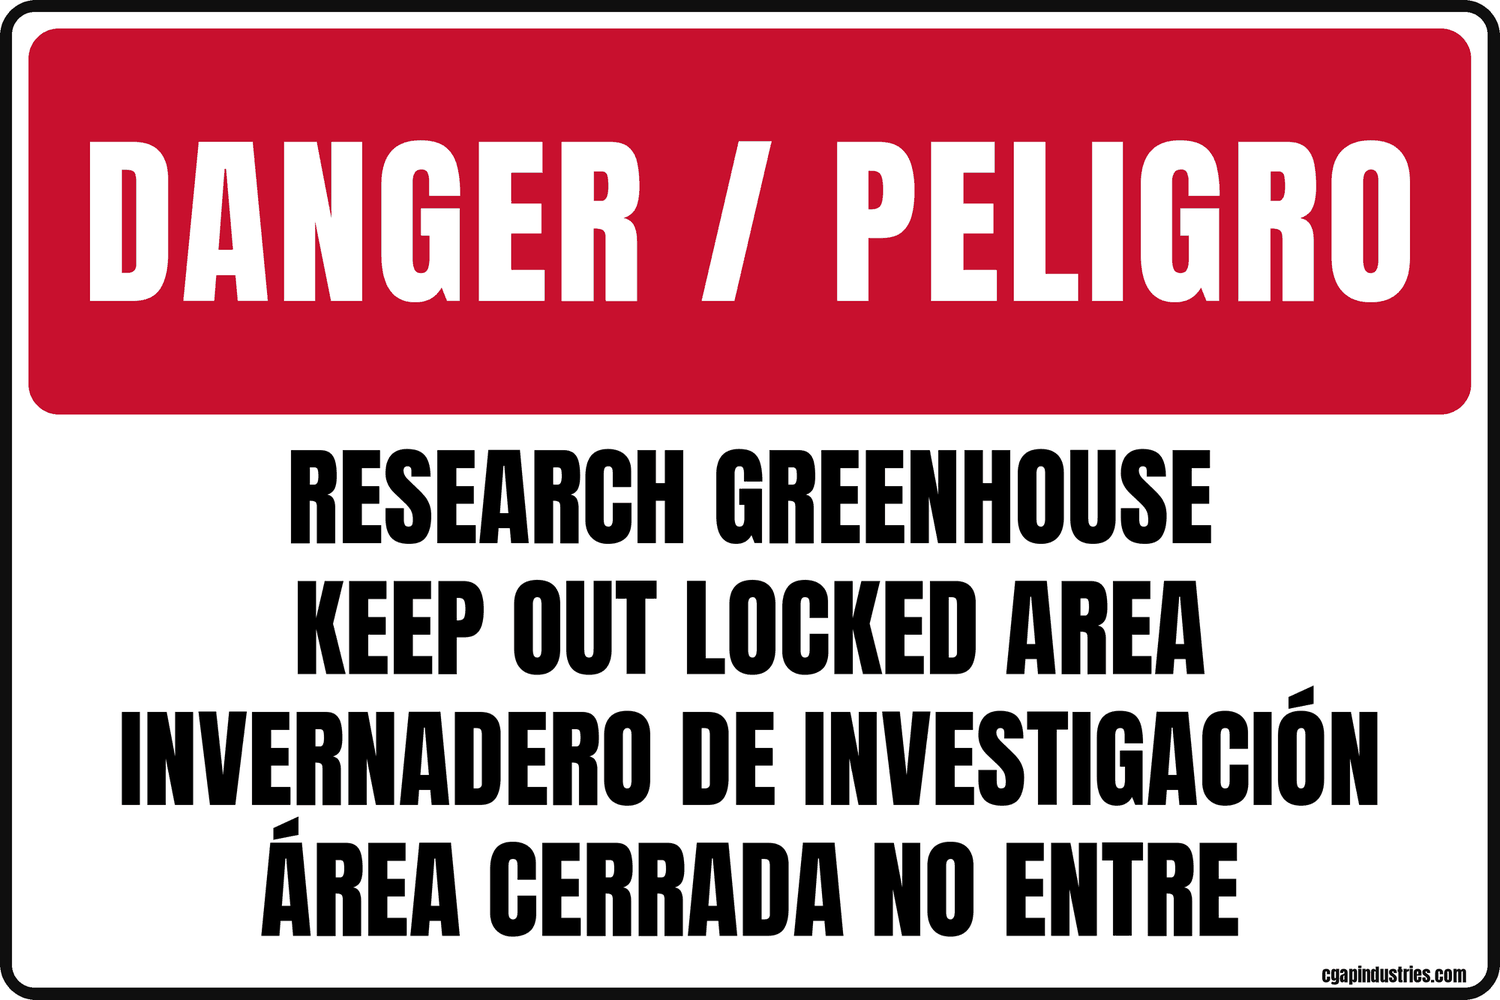 DANGER / PELIGRO
RESEARCH GREENHOUSE
KEEP OUT LOCKED AREA
INVERNADERO DE INVESTIGACIÓN
ÁREA CERRADA NO ENTRE
cgapindustries.com